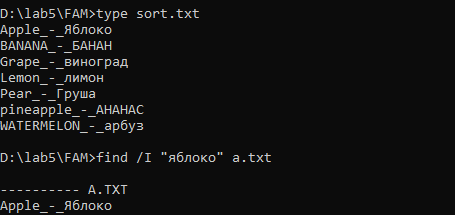 D:\lab5\FAM>type sort.txt
Apple_-_Яблоко
BANANA_-_БАНАН
Grape_-_виноград
Lemon_-_лимон
Pear_-_Груша
pineapple_-_АНАНАС
WATERMELON_-_арбуз
D:\lab5\FAM>find /I "яблоко" a.txt
---------- A.TXT
Apple_-_Яблоко